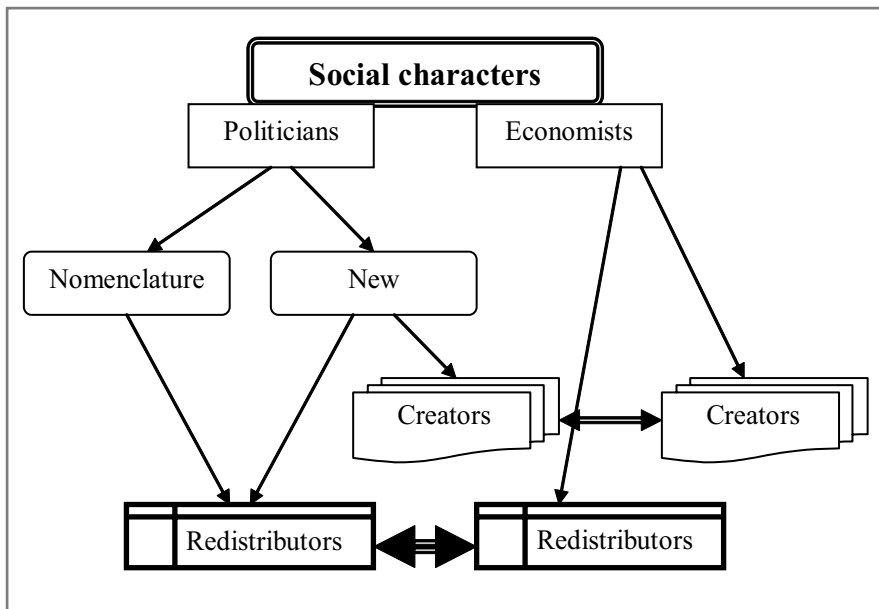 Social characters
Politicians
Economists
Nomenclature
New
Creators
Creators
Redistributors
Redistributors